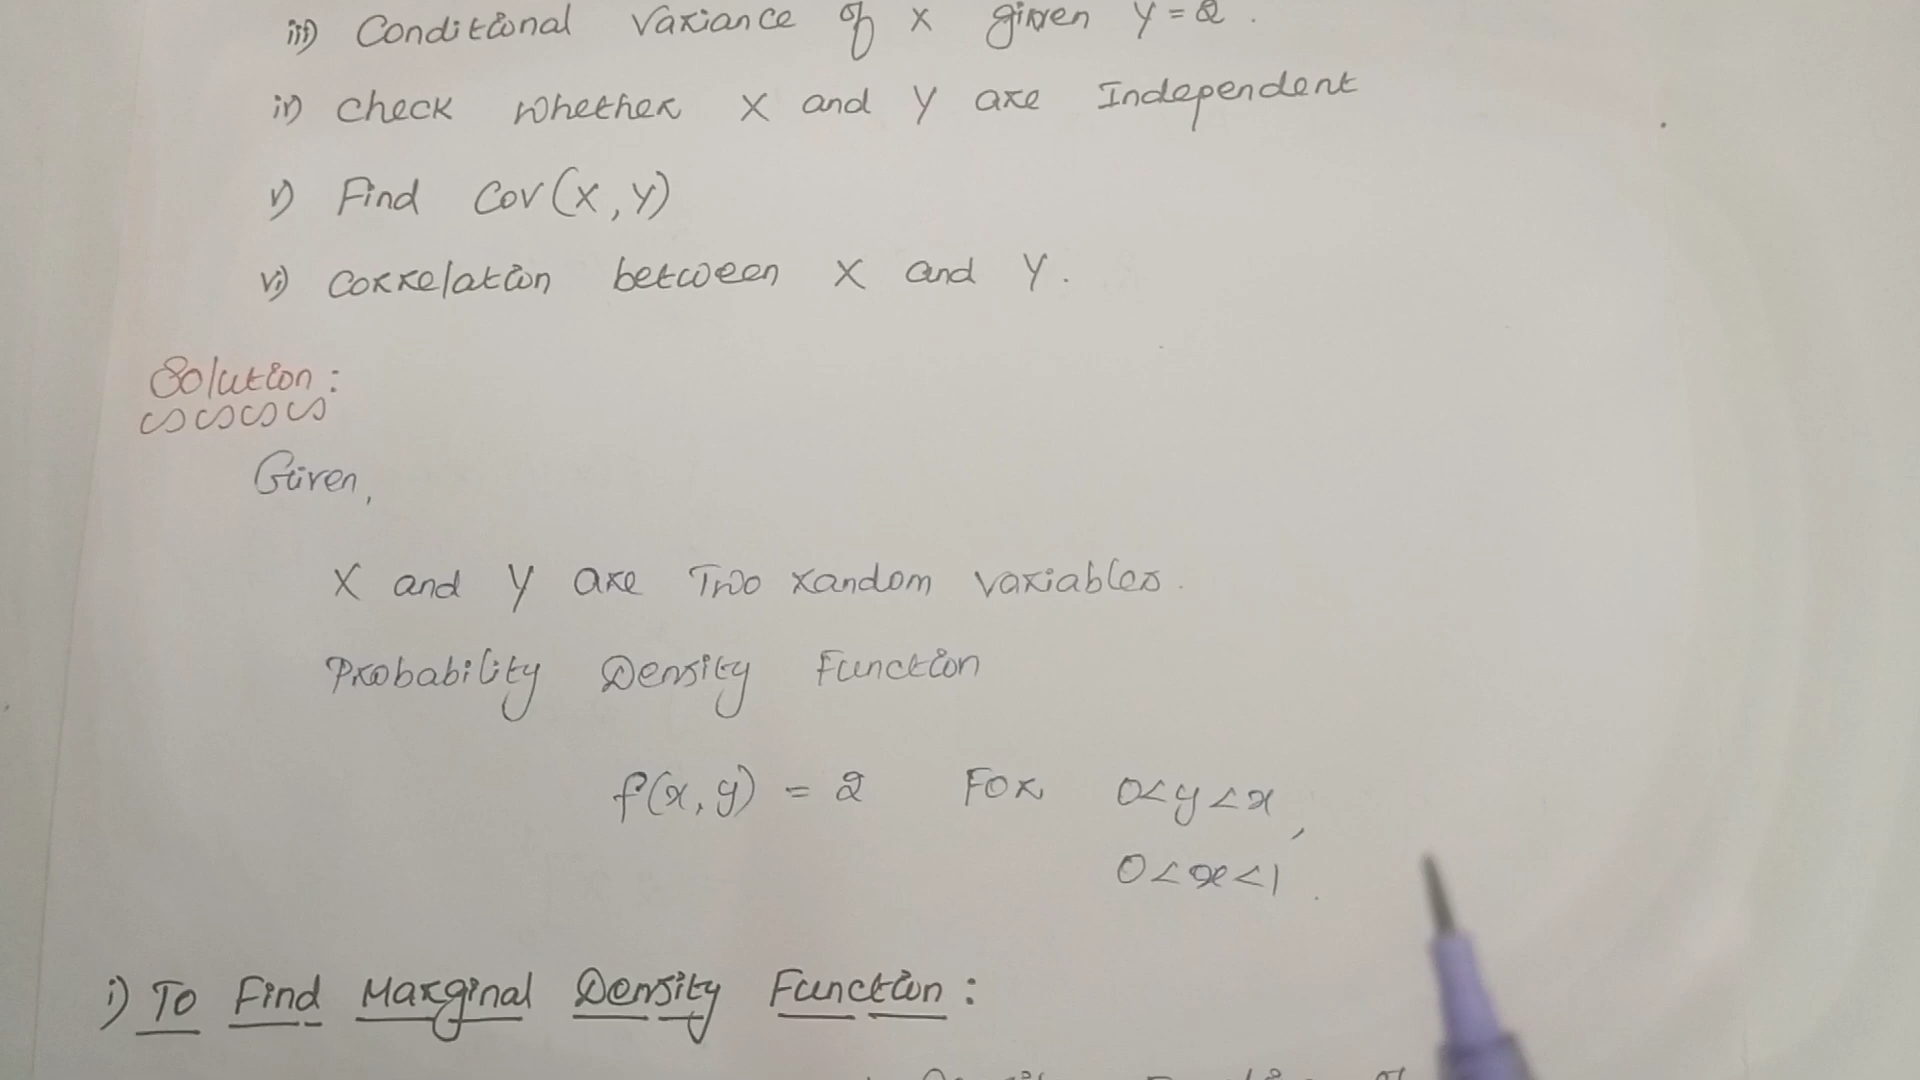 iii) Conditional Variance of X given Y = 2 .
iv) Check whether X and Y are Independent
v) Find Cov (X, Y)
vi) Correlation between X and Y.
Solution :
Given,
X and Y are Two random variables.
Probability Density Function
f(x, y) = 2 For 0<y<x,
0<x<1.
i) To Find Marginal Density Function :